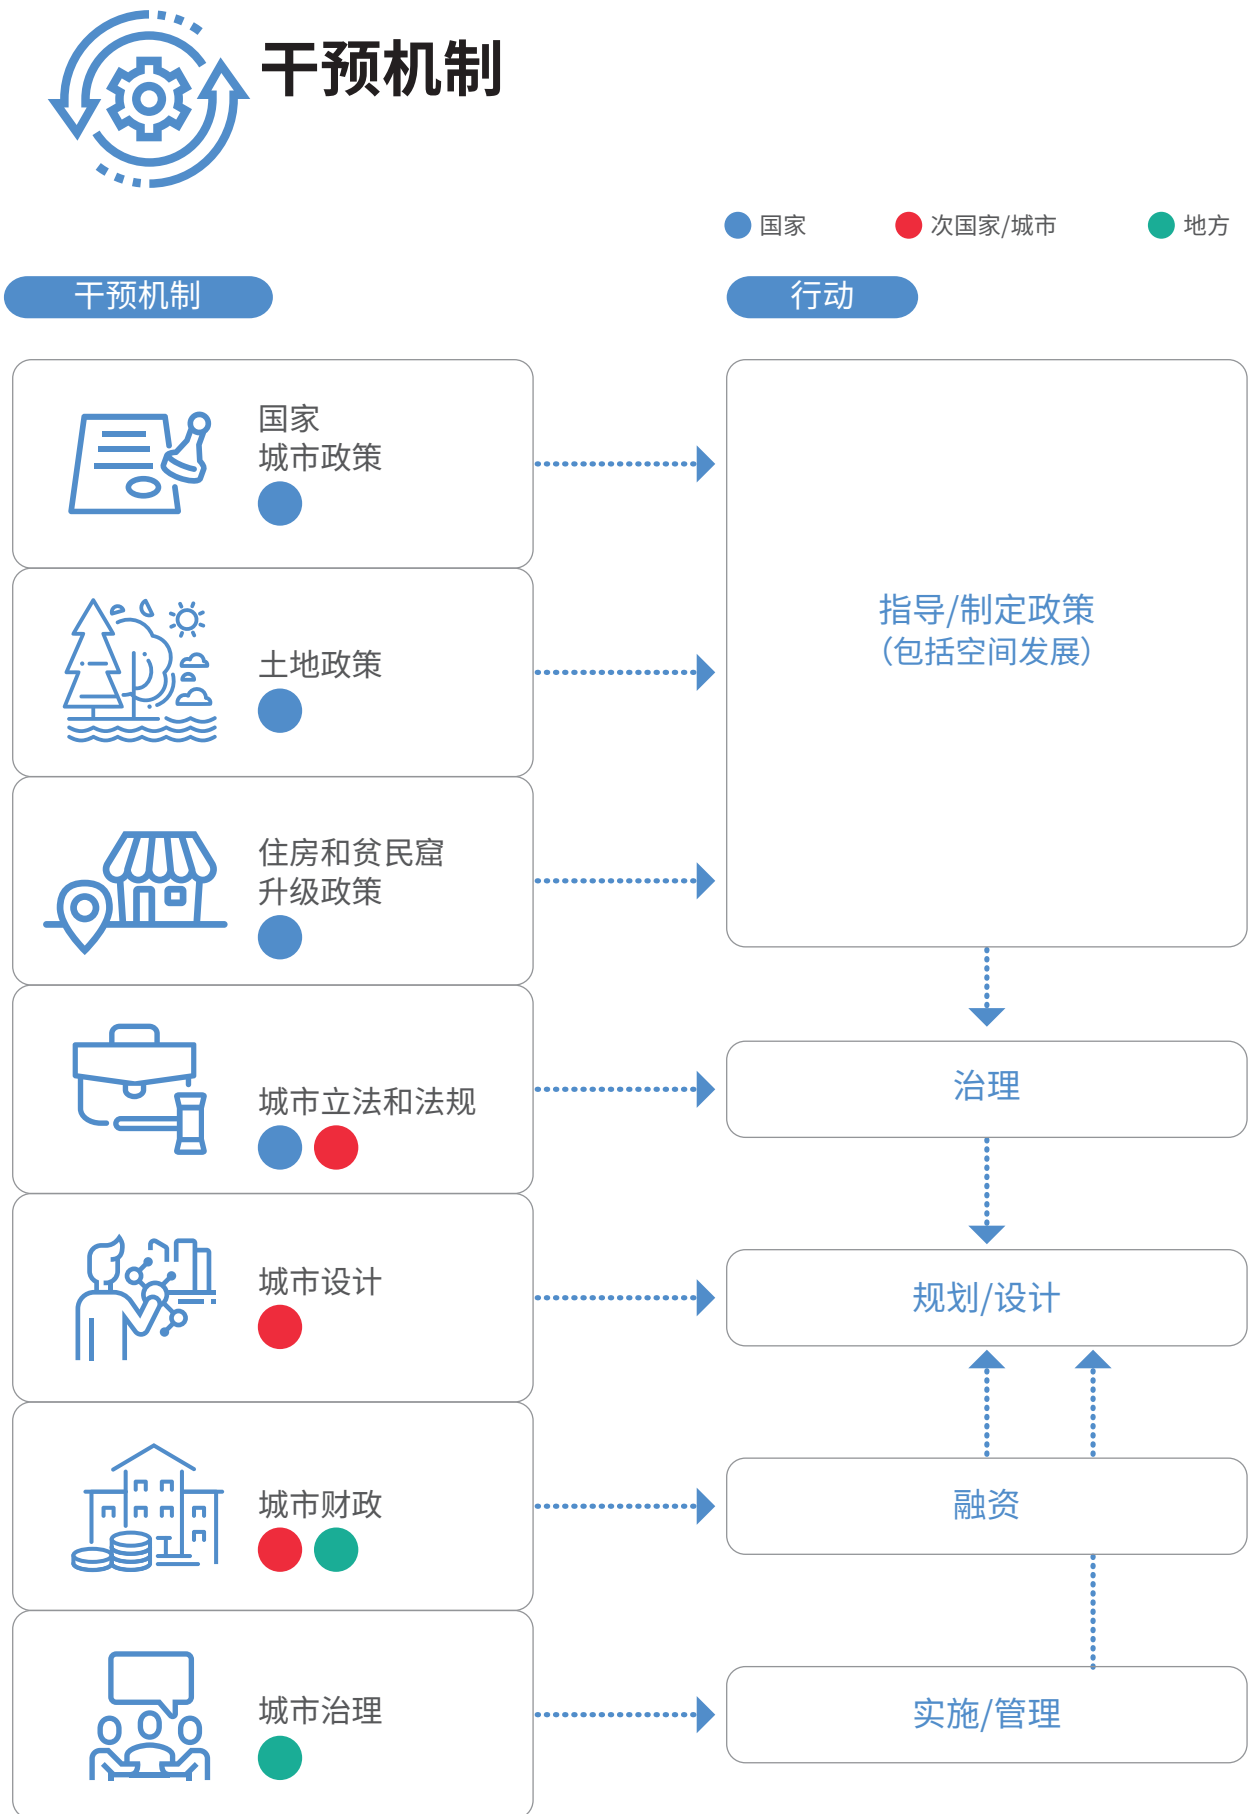 干预机制
国家
次国家/城市
地方
干预机制
行动
国家
城市政策
土地政策
住房和贫民窟
升级政策
城市立法和法规
城市设计
城市财政
城市治理
指导/制定政策
（包括空间发展）
治理
规划/设计
融资
实施/管理